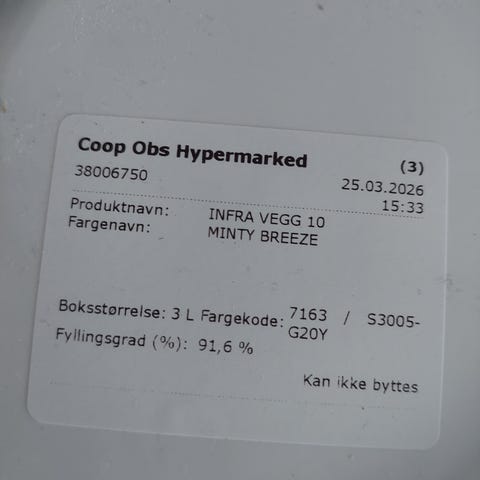 Coop Obs Hypermarked (3)
38006750 25.03.2026
15:33
Produktnavn: INFRA VEGG 10
Fargenavn: MINTY BREEZE
Boksstørrelse: 3 L Fargekode: 7163 / S3005-
G20Y
Fyllingsgrad (%): 91,6 %
Kan ikke byttes